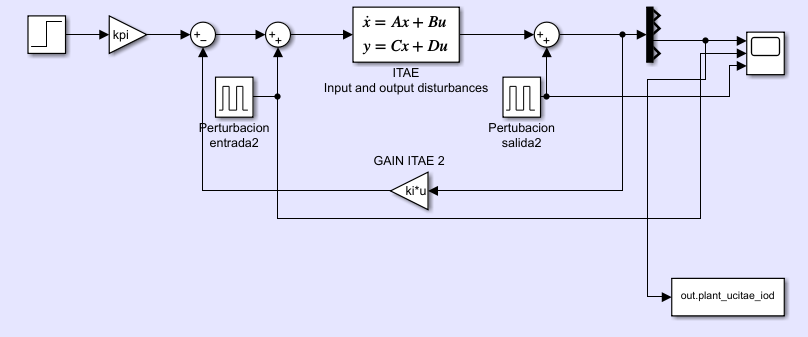 kpi
+
−
+
+
ẋ = Ax + Bu
y = Cx + Du
+
+
ITAE
Input and output disturbances
Perturbacion
entrada2
Pertubacion
salida2
GAIN ITAE 2
ki*u
out.plant_ucitae_iod